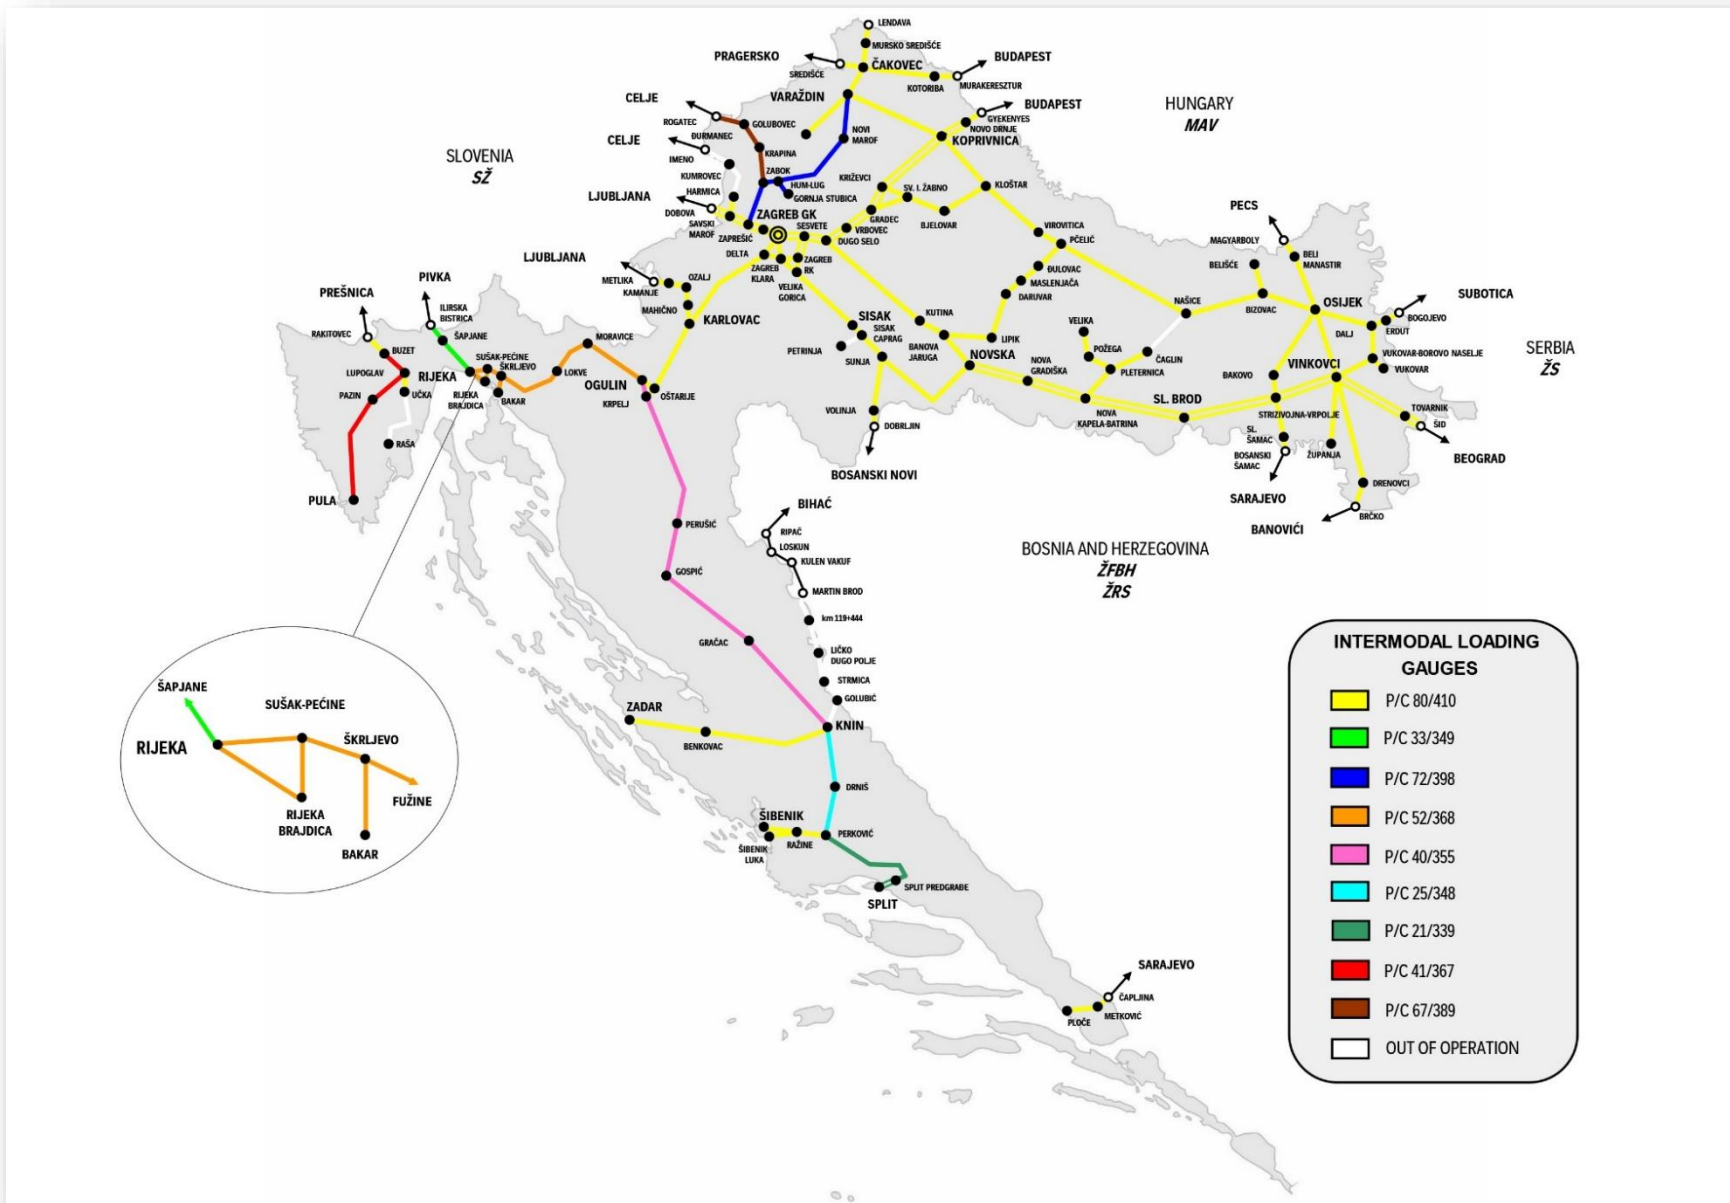 LENDAVA
MURSKO SREDIŠĆE
PRAGERSKO
SREDIŠĆE
ČAKOVEC
BUDAPEST
KOTORIBA
MURAKERESZTUR
VARAŽDIN
CELJE
ROGATEC
GOLUBOVEC
ĐURMANEC
BUDAPEST
GYEKENYES
NOVO DRNJE
KOPRIVNICA
HUNGARY
MAV
CELJE
IMENO
KRAPINA
NOVI
MAROF
SLOVENIA
SŽ
KUMROVEC
ZABOK
HUM-LUG
GORNJA STUBICA
KRIŽEVCI
SV. I. ŽABNO
KLOŠTAR
HARMICA
LJUBLJANA
DOBOVA
SAVSKI
MAROF
ZAPREŠIĆ
ZAGREB GK
SESVETE
GRADEC
VRBOVEC
BJELOVAR
DUGO SELO
DELTA
ZAGREB
KLARA
ZAGREB
RK
VELIKA
GORICA
VIROVITICA
PČELIĆ
PECS
MAGYARBOLY
BELI
MANASTIR
BELIŠĆE
LJUBLJANA
METLIKA
KAMANJE
OZALJ
MAHIČNO
KARLOVAC
ĐULOVAC
MASLENJAČA
DARUVAR
NAŠICE
BIZOVAC
OSIJEK
SUBOTICA
BOGOJEVO
ERDUT
DALJ
PIVKA
PREŠNICA
ILIRSKA
BISTRICA
RAKITOVEC
ŠAPJANE
BUZET
LUPOGLAV
RIJEKA
SUŠAK-PEĆINE
ŠKRLJEVO
MORAVICE
LOKVE
PAZIN
UČKA
RIJEKA
BRAJDICA
BAKAR
RAŠA
PULA
OGULIN
KRPELJ
OŠTARIJE
SISAK
SISAK
CAPRAG
PETRINJA
SUNJA
KUTINA
BANOVA
JARUGA
LIPIK
NOVSKA
NOVA
GRADIŠKA
VELIKA
POŽEGA
ČAGLIN
PLETERNICA
NOVA
KAPELA-BATRINA
SL. BROD
ĐAKOVO
VINKOVCI
VUKOVAR-BOROVO NASELJE
VUKOVAR
SERBIA
ŽS
TOVARNIK
ŠID
BEOGRAD
STRIZIVOJNA-VRPOLJE
SL.
ŠAMAC
BOSANSKI
ŠAMAC
ŽUPANJA
SARAJEVO
DRENOVCI
BRČKO
BANOVIĆI
VOLINJA
DOBRLJIN
BOSANSKI NOVI
BIHAĆ
RIPAČ
LOSKUN
KULEN VAKUF
MARTIN BROD
km 119+444
LIČKO
DUGO POLJE
STRMICA
GOLUBIĆ
BOSNIA AND HERZEGOVINA
ŽFBH
ŽRS
PERUŠIĆ
GOSPIĆ
GRAČAC
KNIN
ZADAR
BENKOVAC
DRNIŠ
ŠIBENIK
ŠIBENIK
LUKA
RAŽINE
PERKOVIĆ
SPLIT PREDGRAĐE
SPLIT
SARAJEVO
ČAPLJINA
METKOVIĆ
PLOČE
ŠAPJANE
SUŠAK-PEĆINE
RIJEKA
ŠKRLJEVO
FUŽINE
RIJEKA
BRAJDICA
BAKAR
INTERMODAL LOADING
GAUGES
P/C 80/410
P/C 33/349
P/C 72/398
P/C 52/368
P/C 40/355
P/C 25/348
P/C 21/339
P/C 41/367
P/C 67/389
OUT OF OPERATION